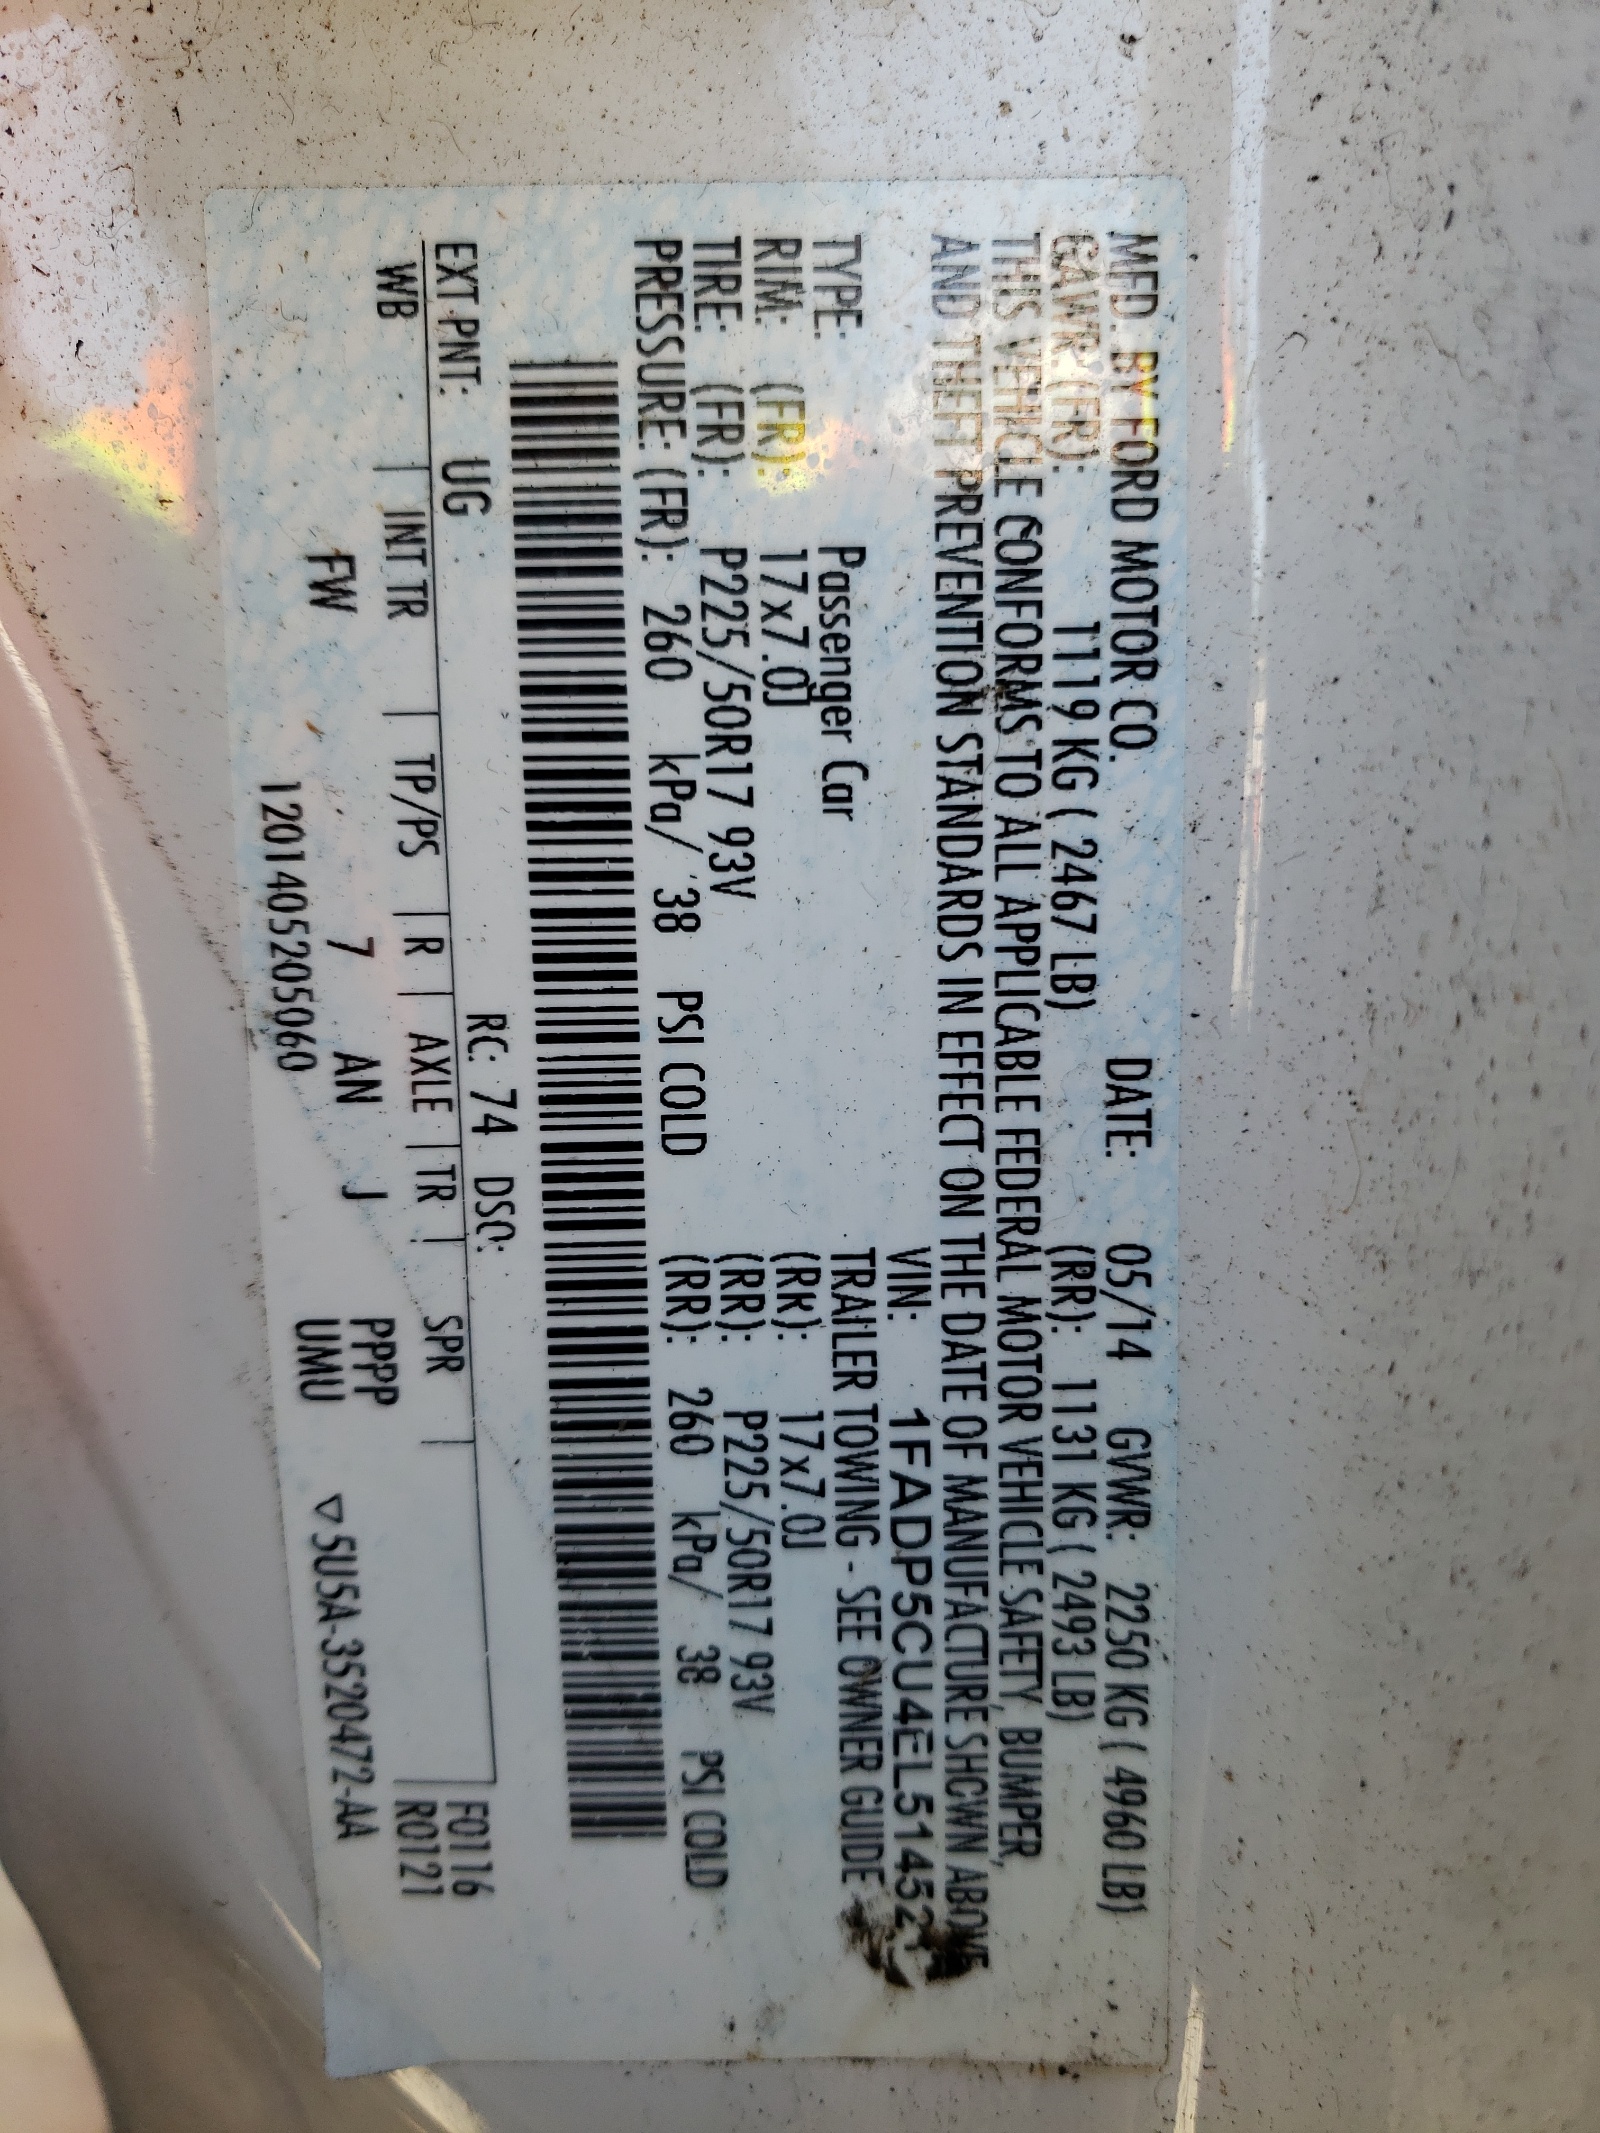 MFD. BY FORD MOTOR CO. DATE: 05/14 GVWR: 2250 KG ( 4960 LB)
GAWR (FR): 1119 KG ( 2467 LB) (RR): 1131 KG ( 2493 LB)
THIS VEHICLE CONFORMS TO ALL APPLICABLE FEDERAL MOTOR VEHICLE SAFETY, BUMPER,
AND THEFT PREVENTION STANDARDS IN EFFECT ON THE DATE OF MANUFACTURE SHOWN ABOVE
VIN:
TYPE: Passenger Car TRAILER TOWING - SEE OWNER GUIDE
RIM: (FR): 17x7.0J (RR): 17x7.0J
TIRE: (FR): P225/50R17 93V (RR): P225/50R17 93V
PRESSURE: (FR): 260 kPa/ 38 PSI COLD (RR): 260 kPa/ 38 PSI COLD
EXT PNT: UG RC: 74 DSO: F0116
WB INT TR TP/PS R AXLE TR SPR R0121
FW 7 AN J PPPP
UMU
1201405205060 ▽5U5A-3520472-AA